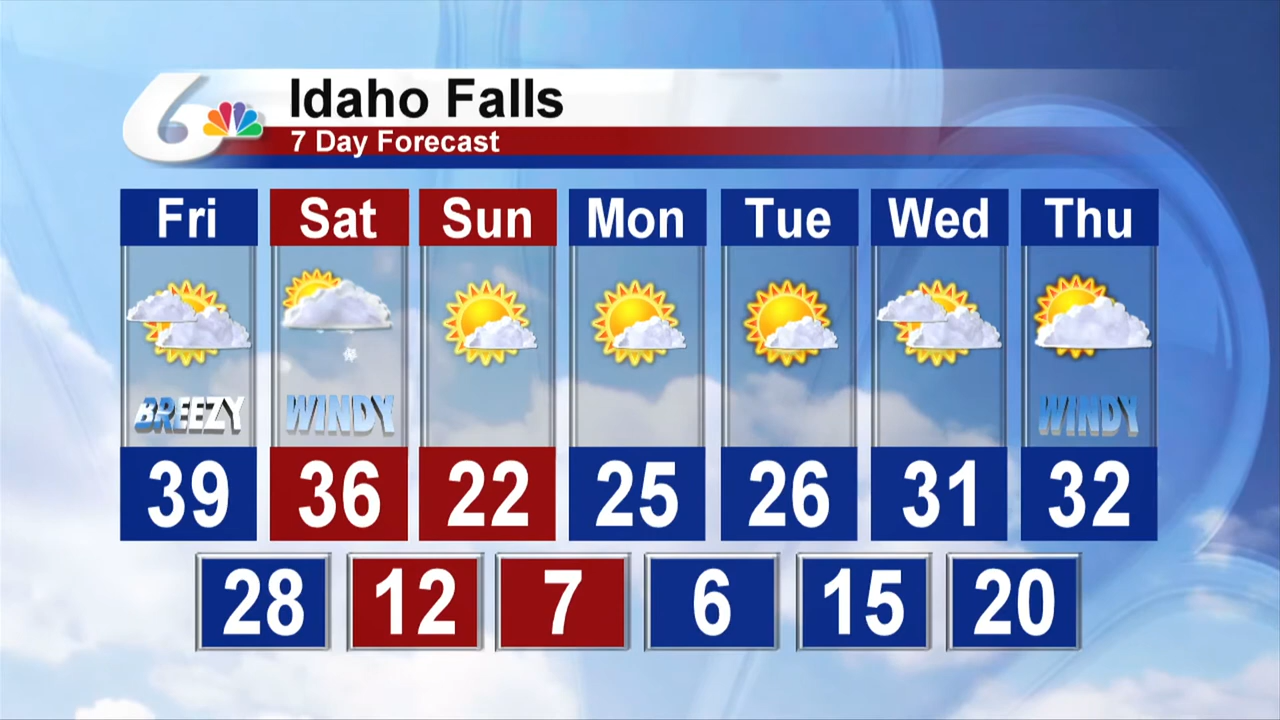 6
Idaho Falls
7 Day Forecast
Fri Sat Sun Mon Tue Wed Thu
BREEZY WINDY WINDY
39 36 22 25 26 31 32
28 12 7 6 15 20